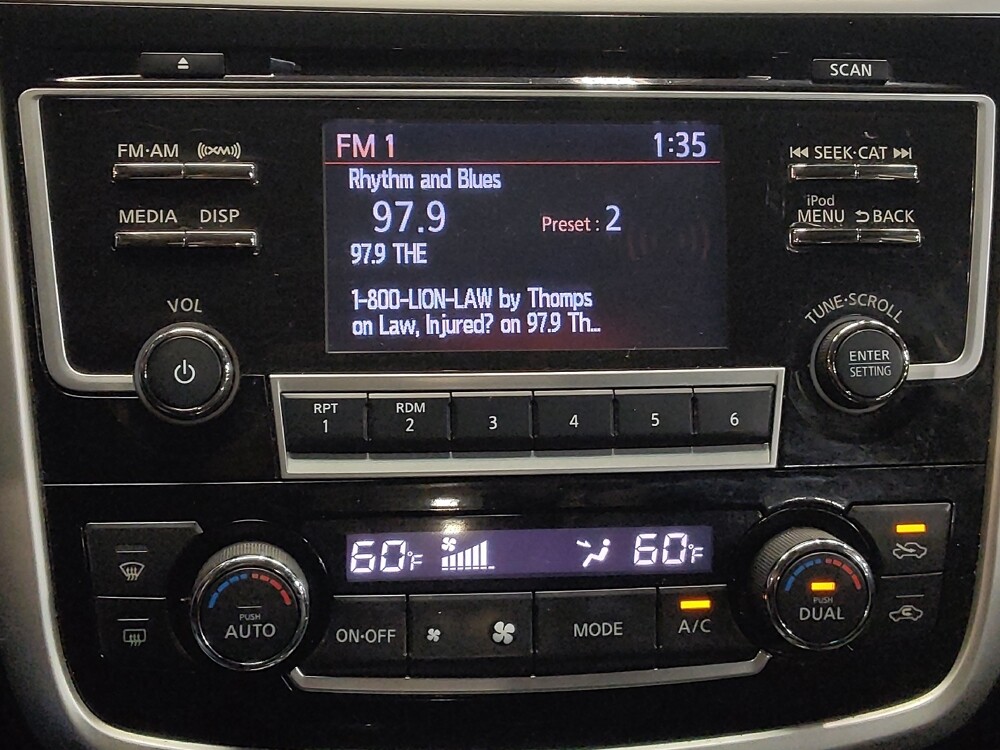 SCAN
FM·AM
((XM))
MEDIA
DISP
VOL
FM 1
1:35
Rhythm and Blues
97.9
Preset : 2
97.9 THE
1-800-LION-LAW by Thomps
on Law, Injured? on 97.9 Th...
SEEK·CAT
iPod
MENU
BACK
TUNE·SCROLL
ENTER
SETTING
RPT
1
RDM
2
3
4
5
6
60°F
60°F
PUSH
AUTO
ON·OFF
MODE
A/C
PUSH
DUAL